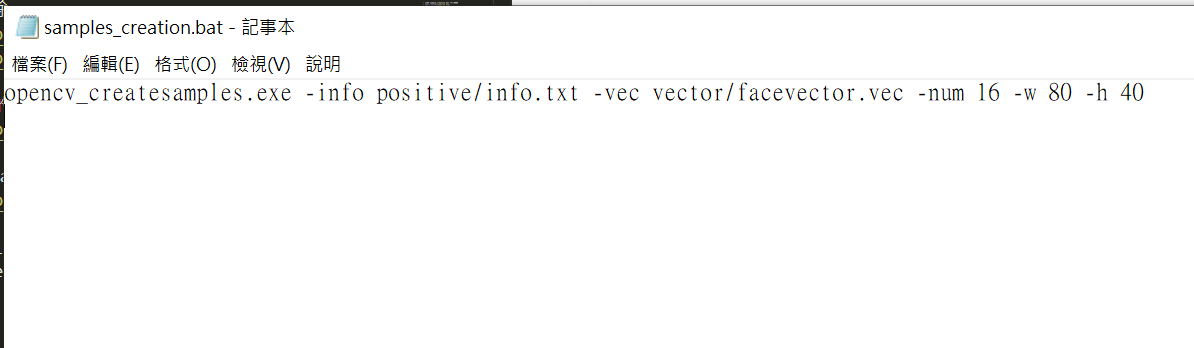 samples_creation.bat - 記事本
檔案(F) 編輯(E) 格式(O) 檢視(V) 說明
opencv_createsamples.exe -info positive/info.txt -vec vector/facevector.vec -num 16 -w 80 -h 40